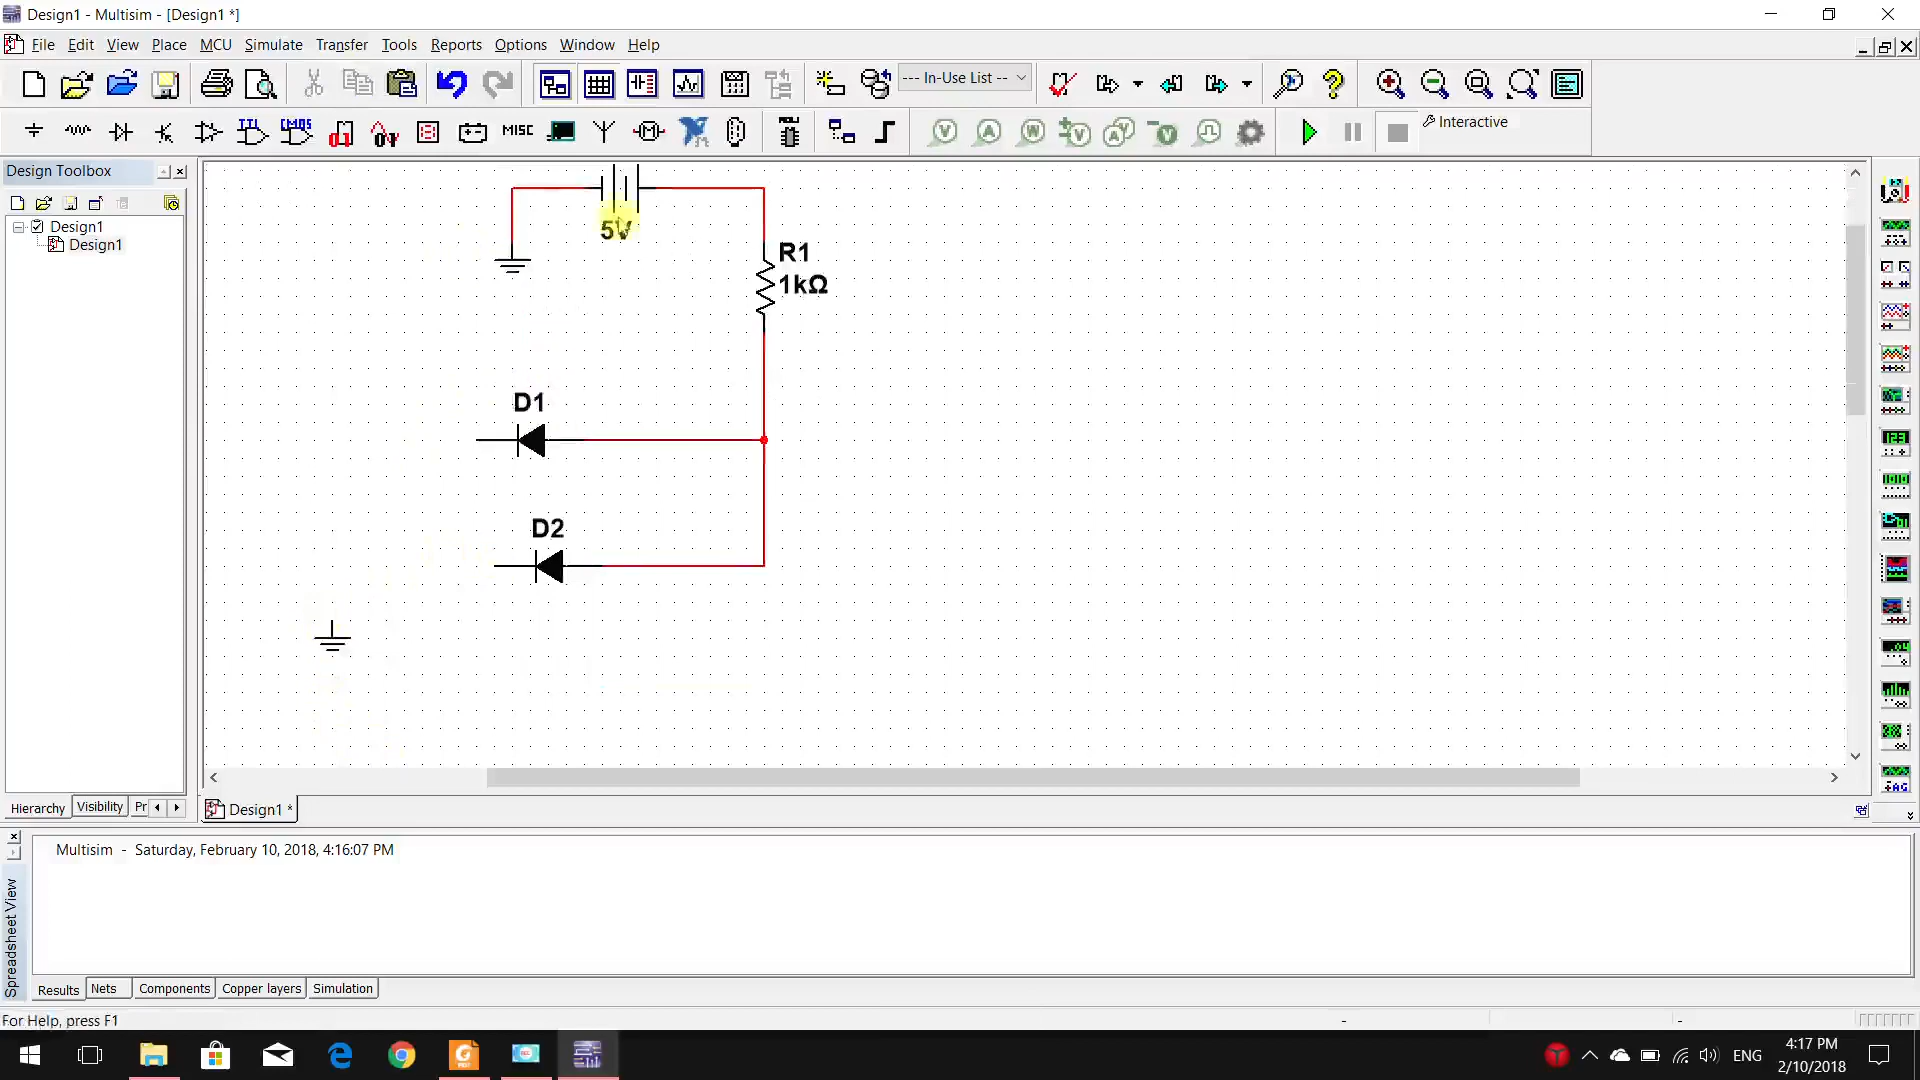 Design1 - Multisim - [Design1 *]
File Edit View Place MCU Simulate Transfer Tools Reports Options Window Help
--- In-Use List --
TTL CMOS MISC Interactive
Design Toolbox
Design1
Design1
5V
R1
1kΩ
D1
D2
Hierarchy Visibility Pr
Design1 *
Multisim - Saturday, February 10, 2018, 4:16:07 PM
Spreadsheet View
Results Nets Components Copper layers Simulation
For Help, press F1
ENG
4:17 PM
2/10/2018